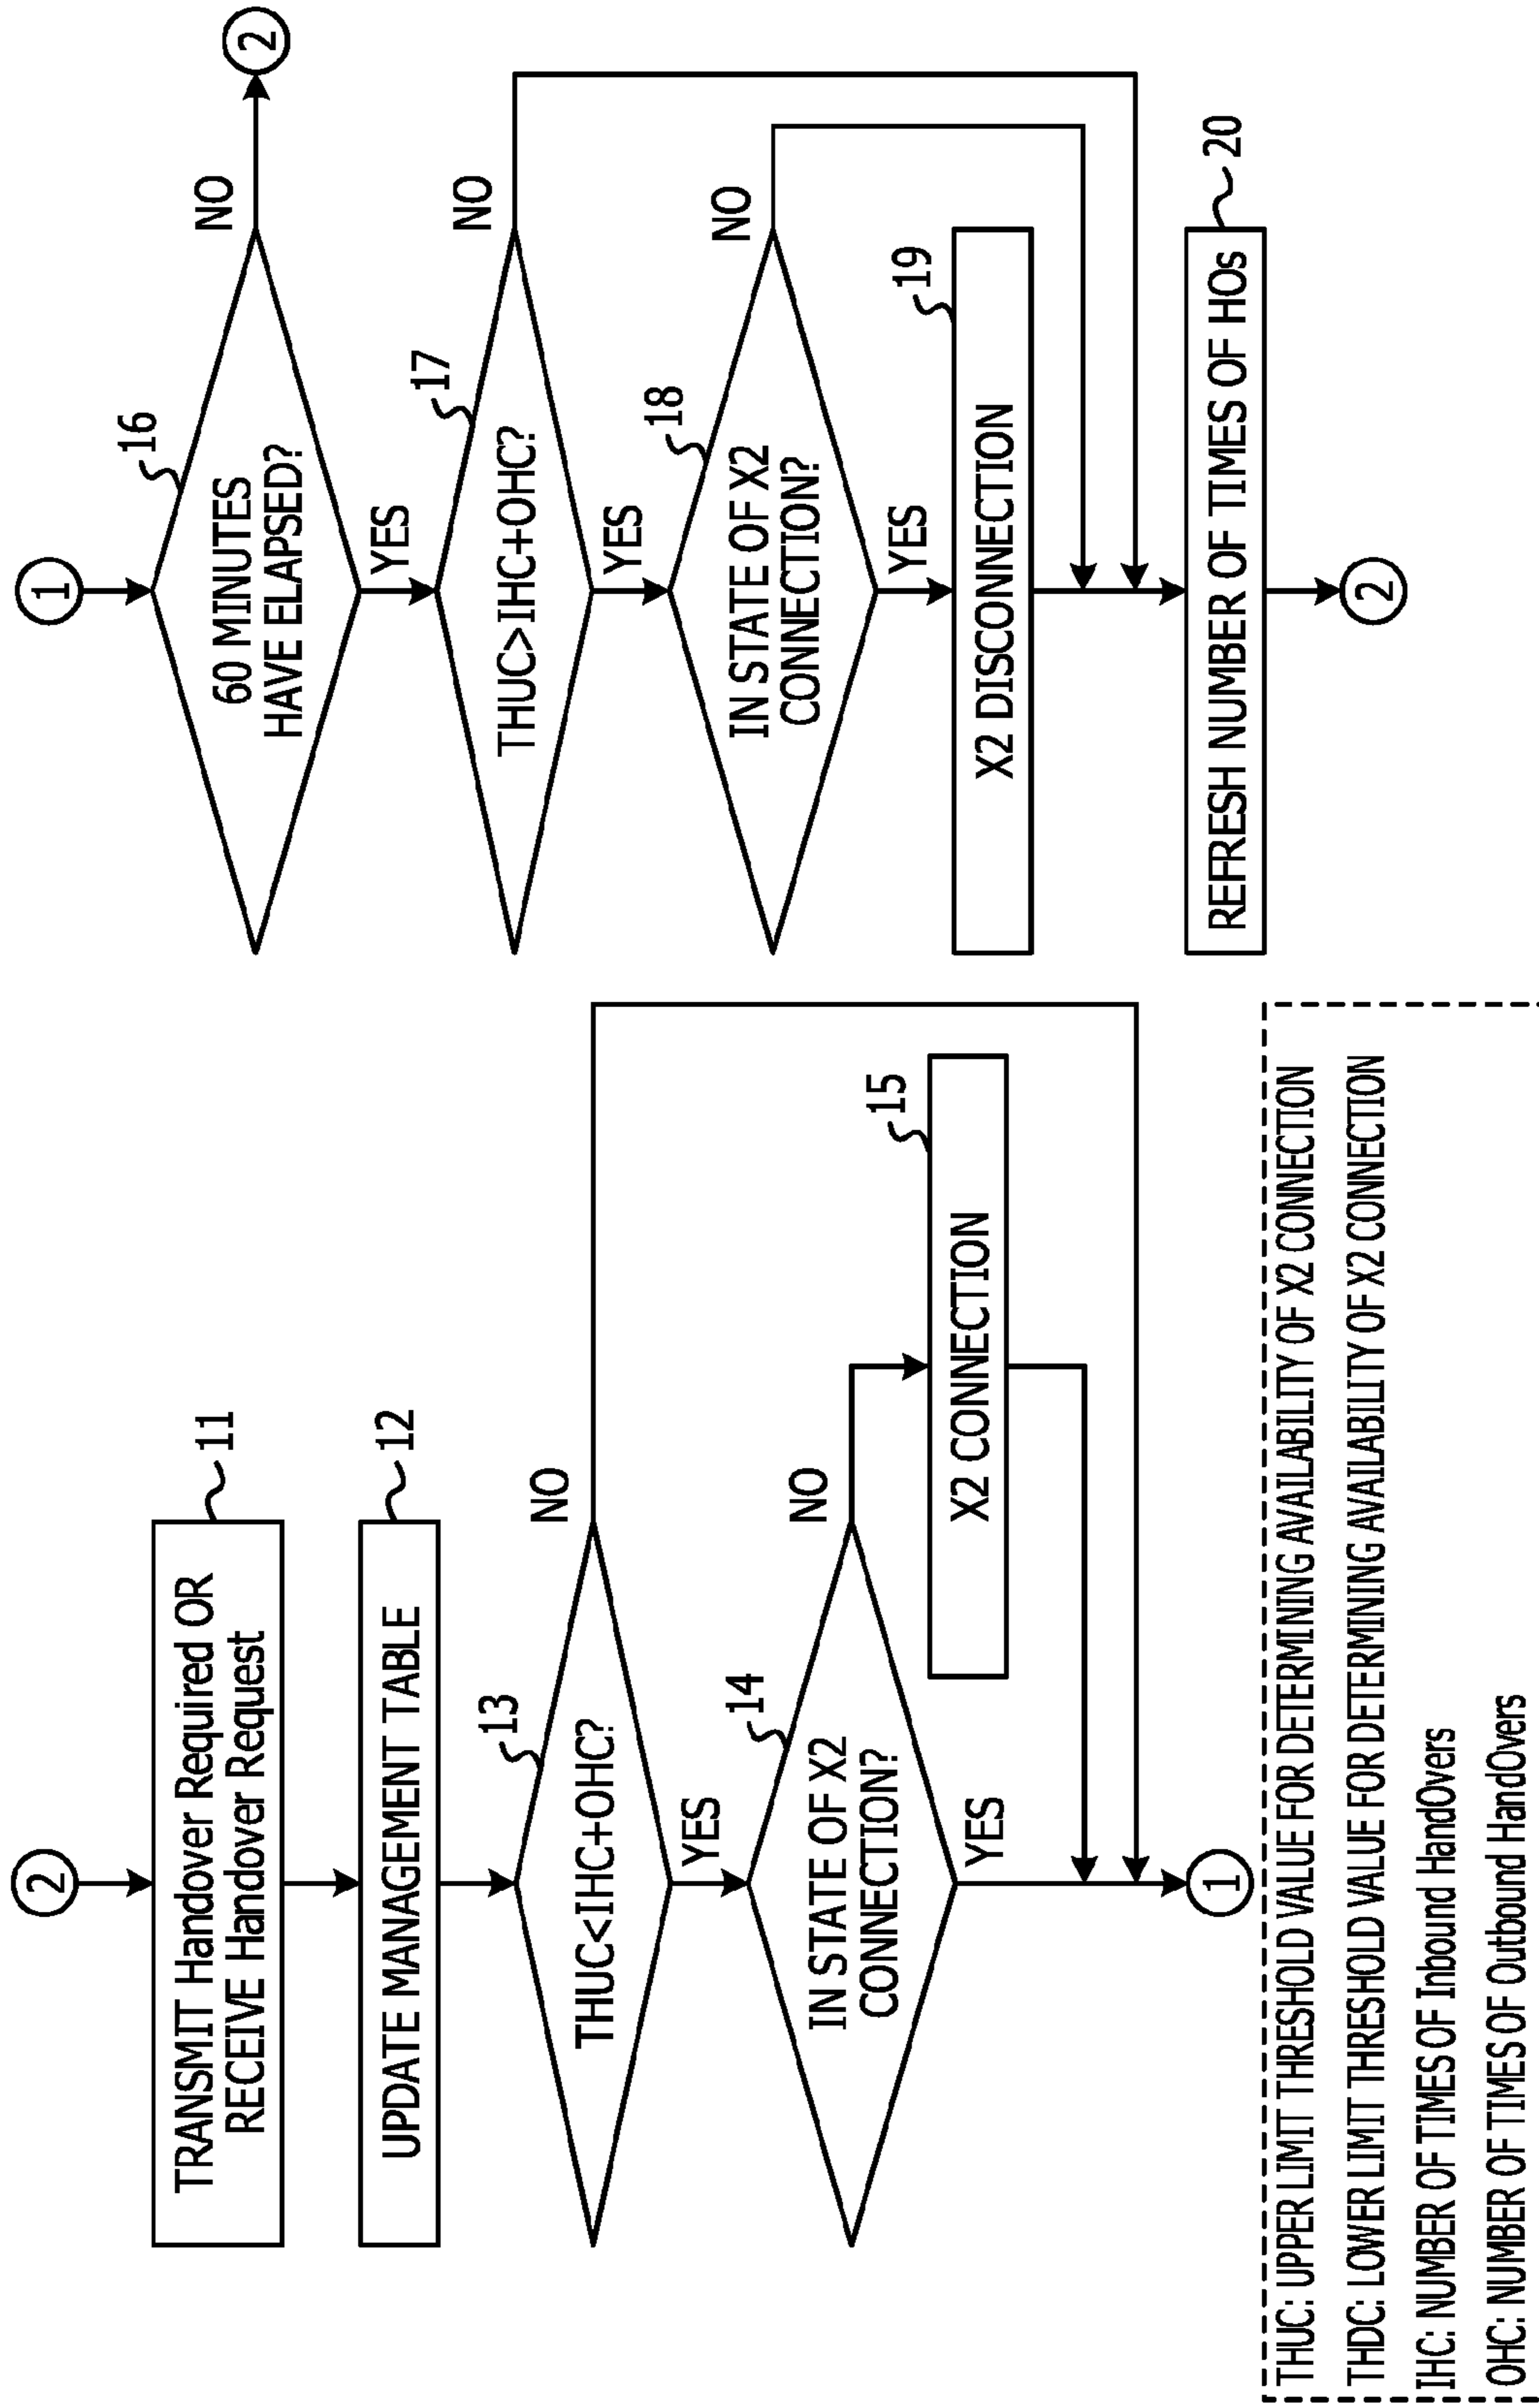 2
TRANSMIT Handover Required OR
RECEIVE Handover Request
11
UPDATE MANAGEMENT TABLE
12
13
THUC<IHC+OHC?
NO
YES
14
IN STATE OF X2
CONNECTION?
NO
YES
15
X2 CONNECTION
1
1
16
60 MINUTES
HAVE ELAPSED?
NO
2
YES
17
THUC>IHC+OHC?
NO
YES
18
IN STATE OF X2
CONNECTION?
NO
YES
19
X2 DISCONNECTION
20
REFRESH NUMBER OF TIMES OF HOs
2
THUC: UPPER LIMIT THRESHOLD VALUE FOR DETERMINING AVAILABILITY OF X2 CONNECTION
THDC: LOWER LIMIT THRESHOLD VALUE FOR DETERMINING AVAILABILITY OF X2 CONNECTION
IHC: NUMBER OF TIMES OF Inbound HandOvers
OHC: NUMBER OF TIMES OF Outbound HandOvers